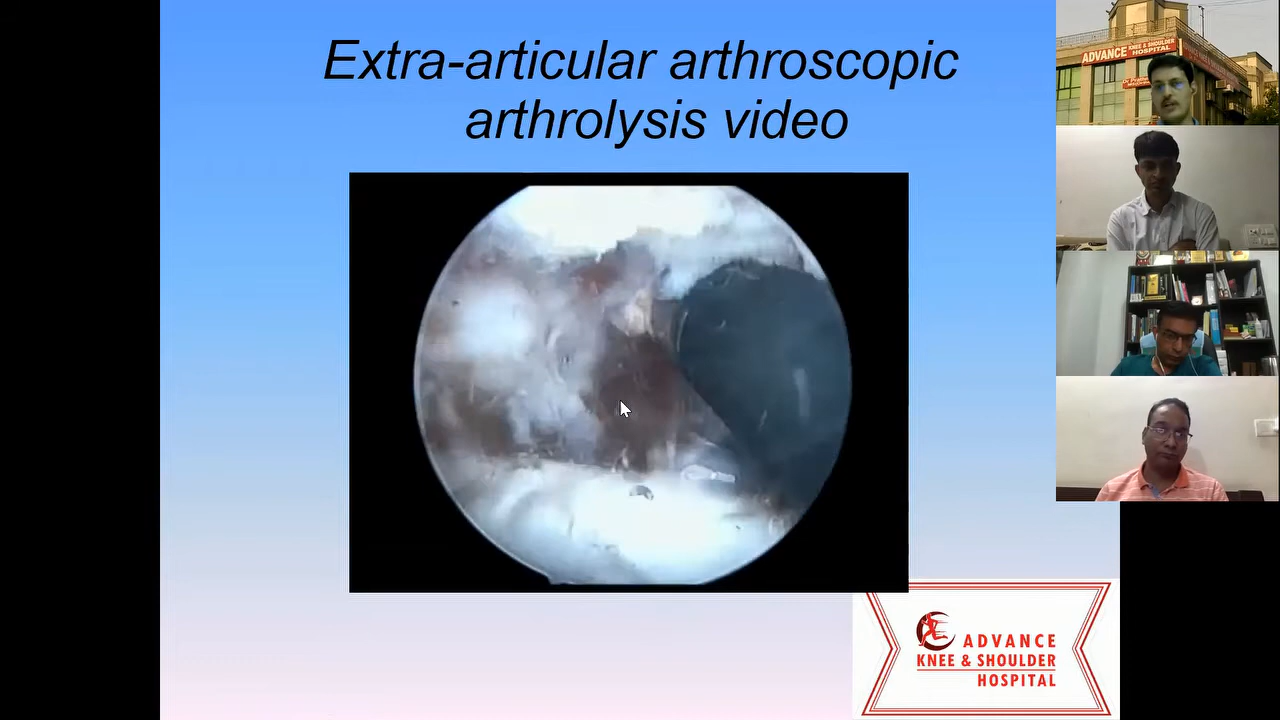 Extra-articular arthroscopic
arthrolysis video
ADVANCE KNEE & SHOULDER
HOSPITAL
ADVANCE
KNEE & SHOULDER
HOSPITAL